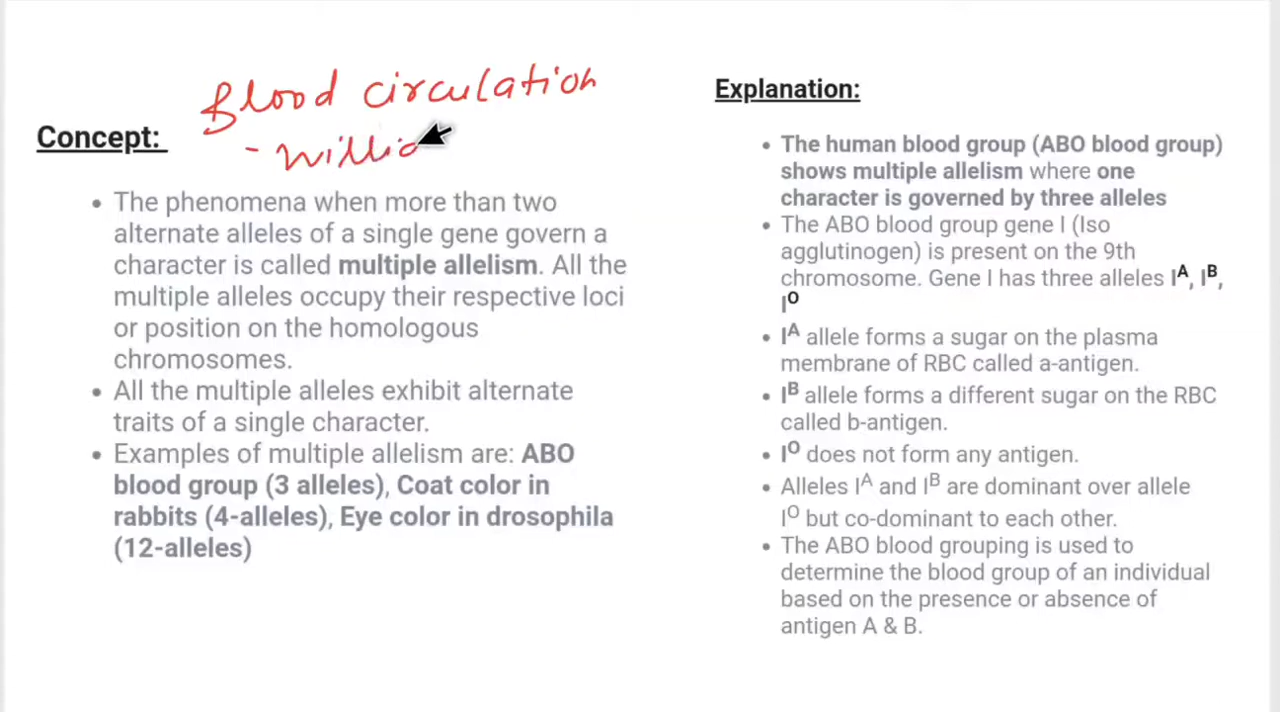 Blood circulation
Concept:
- Willia
• The phenomena when more than two
alternate alleles of a single gene govern a
character is called multiple allelism. All the
multiple alleles occupy their respective loci
or position on the homologous
chromosomes.
• All the multiple alleles exhibit alternate
traits of a single character.
• Examples of multiple allelism are: ABO
blood group (3 alleles), Coat color in
rabbits (4-alleles), Eye color in drosophila
(12-alleles)
Explanation:
• The human blood group (ABO blood group)
shows multiple allelism where one
character is governed by three alleles
• The ABO blood group gene I (Iso
agglutinogen) is present on the 9th
chromosome. Gene I has three alleles Iᴬ, Iᴮ,
Iᴼ
• Iᴬ allele forms a sugar on the plasma
membrane of RBC called a-antigen.
• Iᴮ allele forms a different sugar on the RBC
called b-antigen.
• Iᴼ does not form any antigen.
• Alleles Iᴬ and Iᴮ are dominant over allele
Iᴼ but co-dominant to each other.
• The ABO blood grouping is used to
determine the blood group of an individual
based on the presence or absence of
antigen A & B.